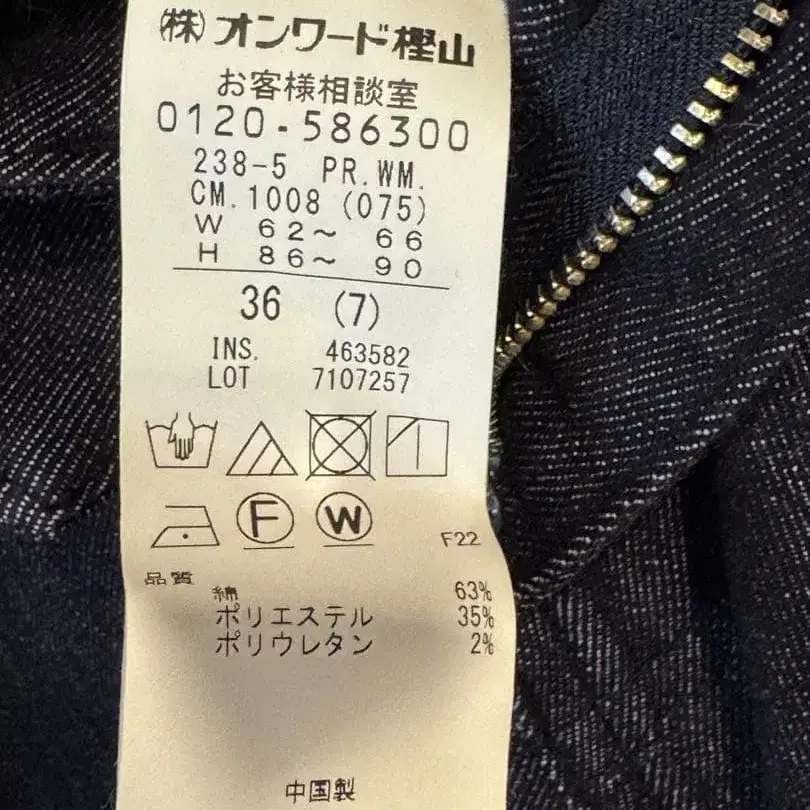 (株)オンワード樫山
お客様相談室
0120-586300
238-5 PR.WM.
CM.1008 (075)
W 62～ 66
H 86～ 90
36 (7)
INS. 463582
LOT 7107257
F W
F22
品質
綿 63%
ポリエステル 35%
ポリウレタン 2%
中国製